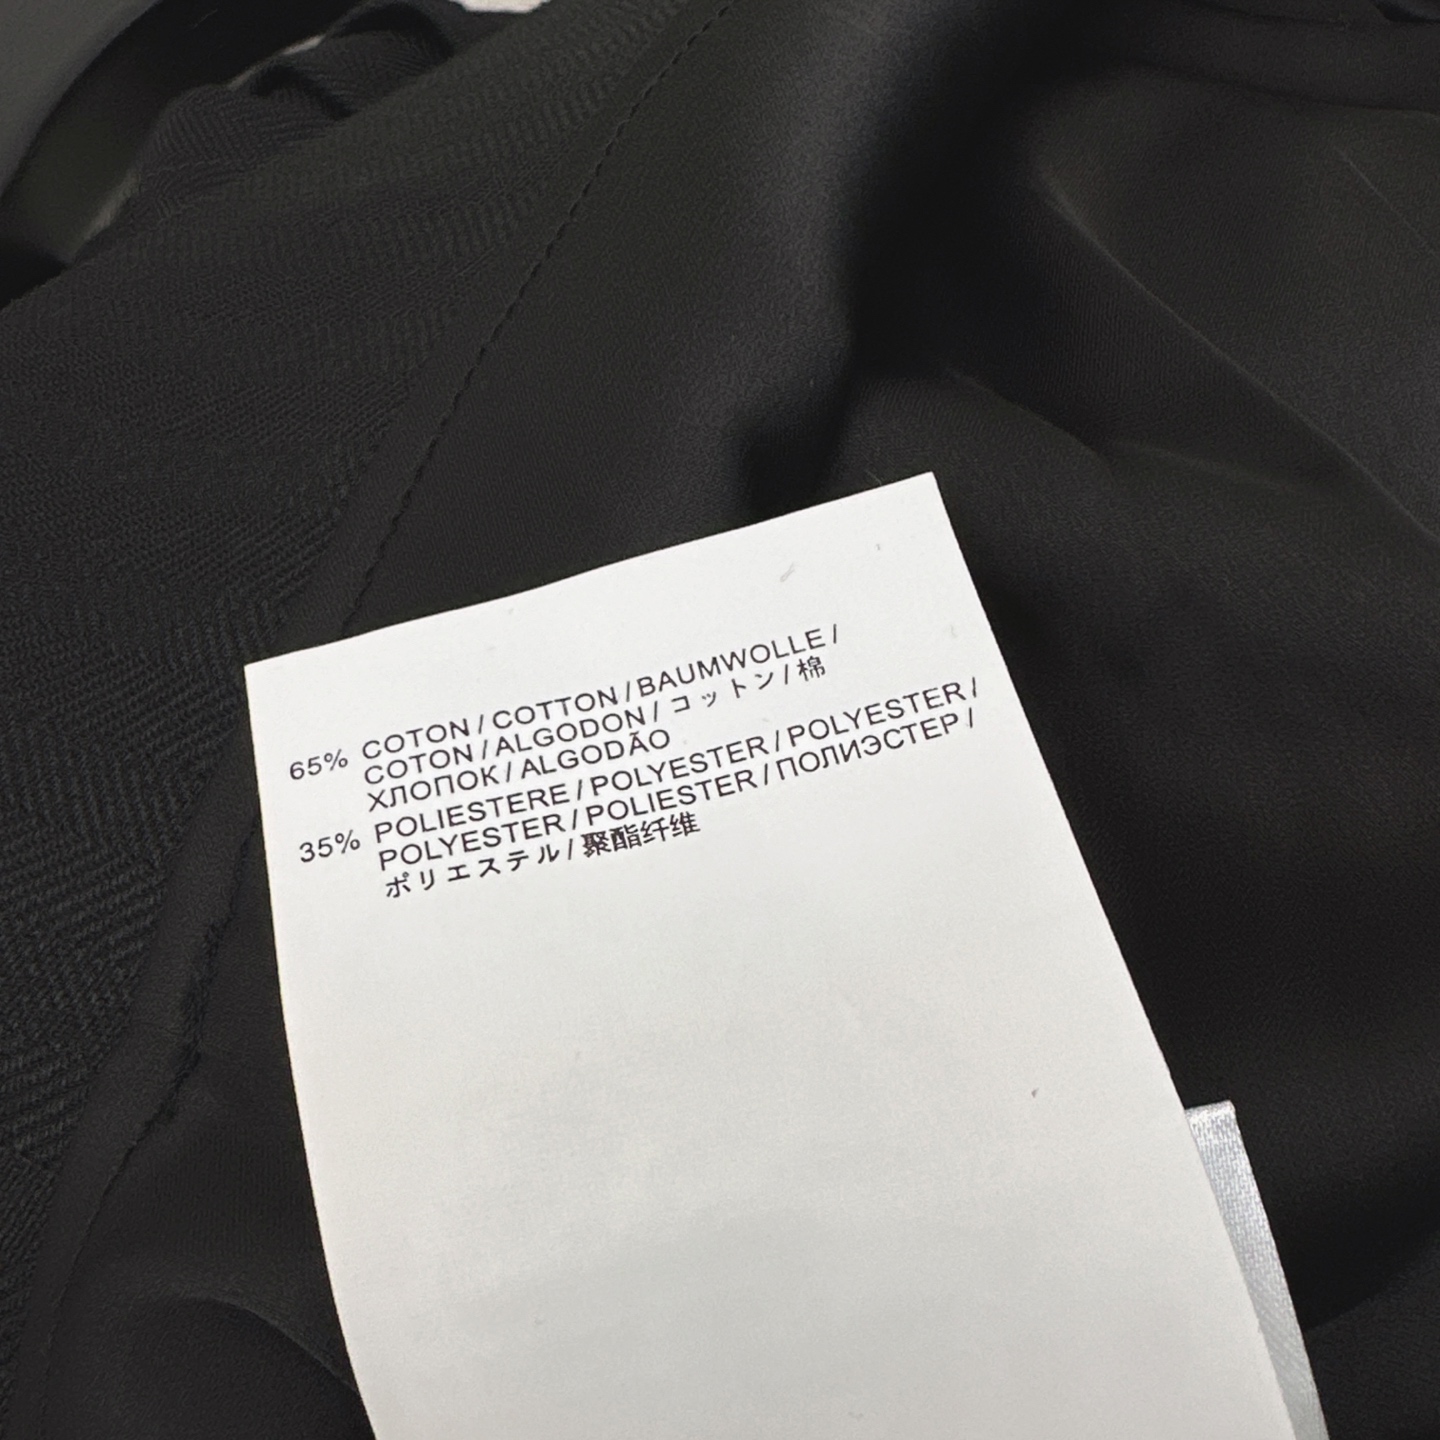 65% COTON / COTTON / BAUMWOLLE /
COTON / ALGODON / コットン / 棉
ХЛОПОК / ALGODÃO
35% POLIESTERE / POLYESTER / POLYESTER /
POLYESTER / POLIESTER / ПОЛИЭСТЕР /
ポリエステル / 聚酯纤维